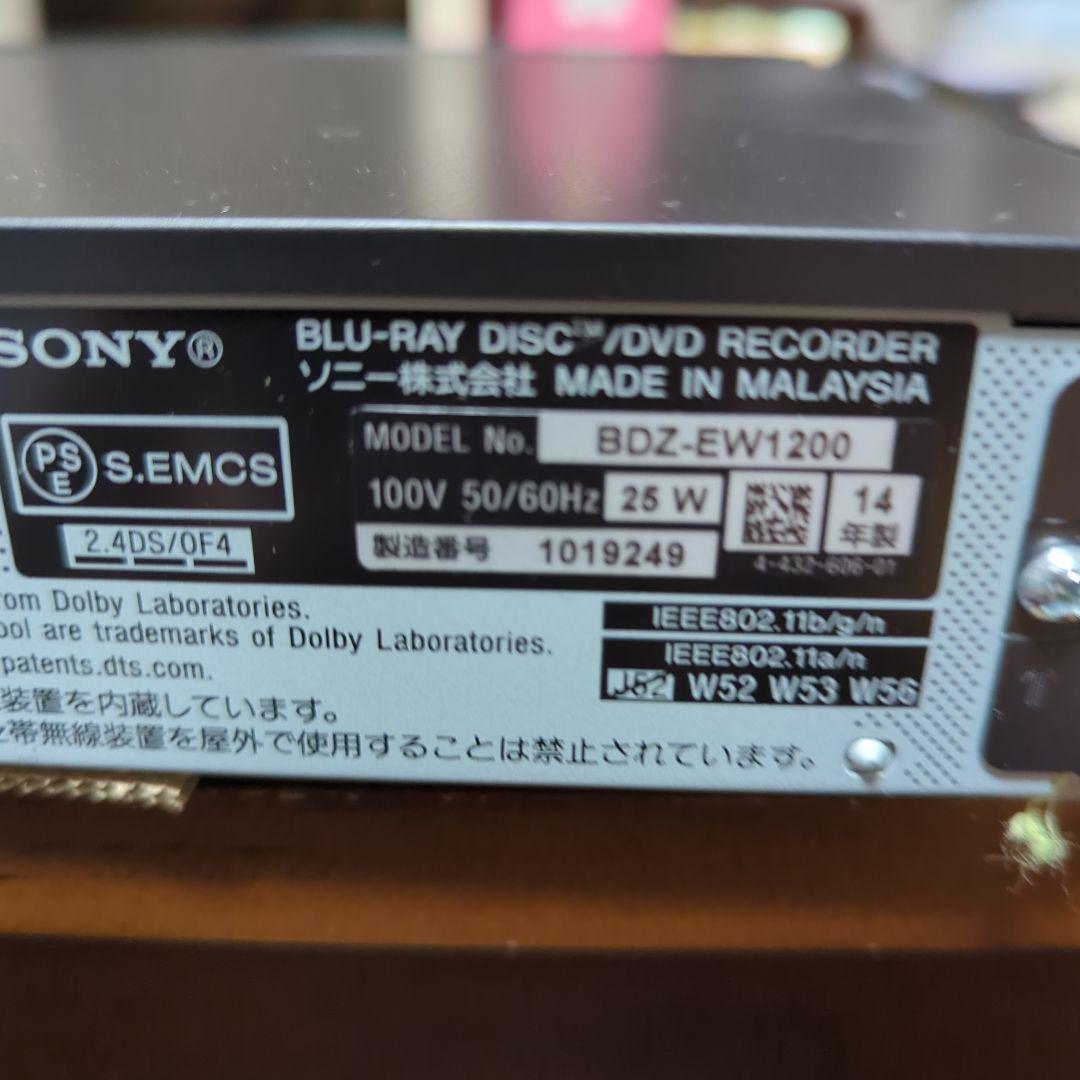 SONY®
BLU-RAY DISC™/DVD RECORDER
ソニー株式会社 MADE IN MALAYSIA
PSE S.EMCS
MODEL No. BDZ-EW1200
100V 50/60Hz 25 W
14
年製
2.4DS/OF4
製造番号 1019249
4-432-606-01
rom Dolby Laboratories.
ool are trademarks of Dolby Laboratories.
patents.dts.com.
装置を内蔵しています。
帯無線装置を屋外で使用することは禁止されています。
IEEE802.11b/g/n
IEEE802.11a/n
J52 W52 W53 W56